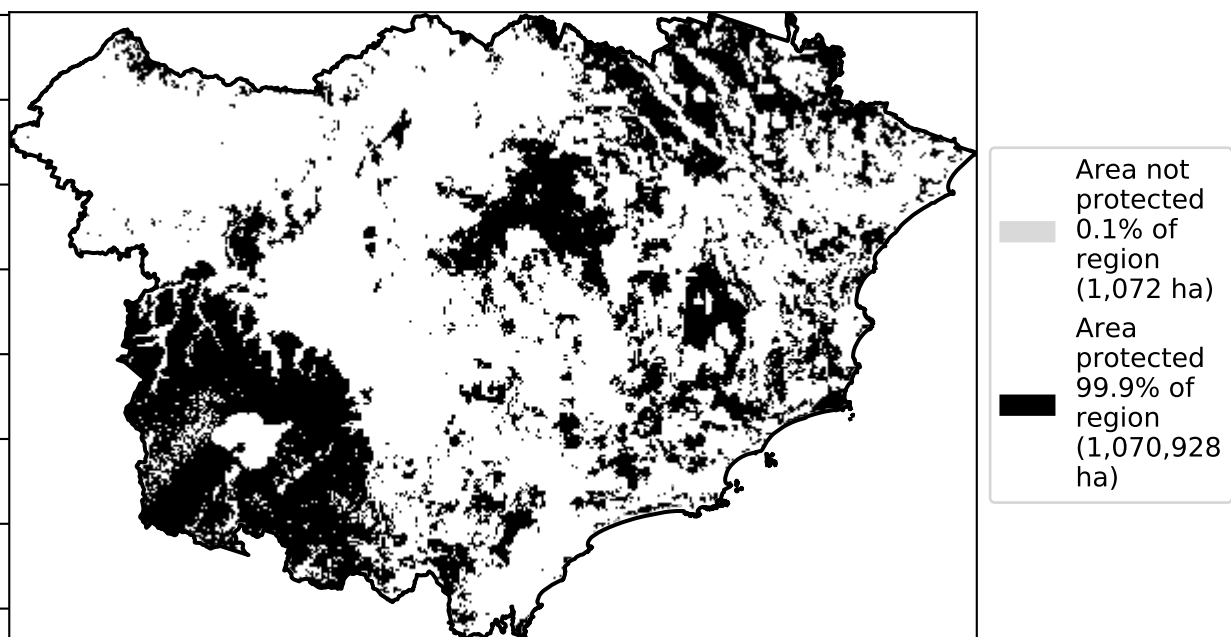 Area not
protected
0.1% of
region
(1,072 ha)
Area
protected
99.9% of
region
(1,070,928
ha)